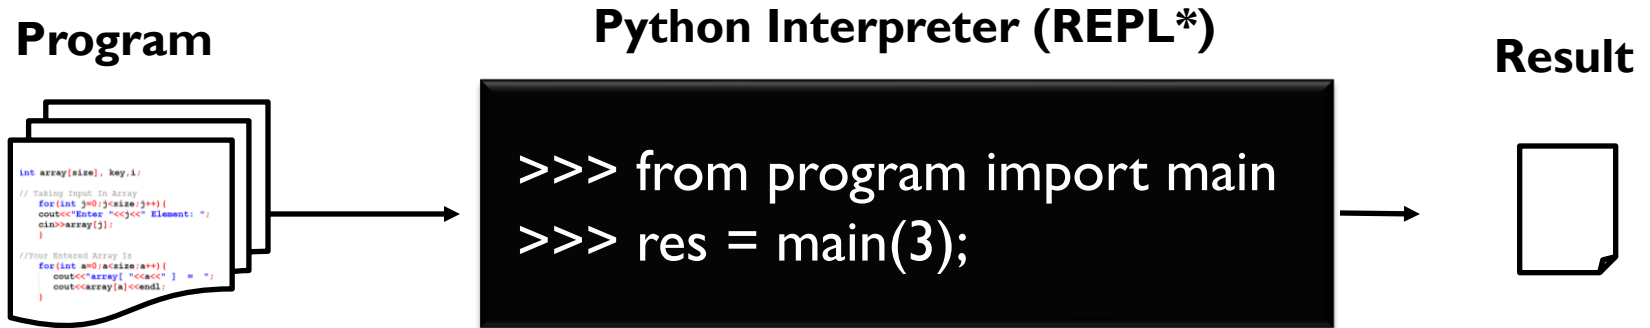 Program
Python Interpreter (REPL*)
Result
int array[size], key,i;
// Taking Input In Array
for(int j=0;j<size;j++){
cout<<"Enter "<<j<<" Element: ";
cin>>array[j];
}
//Your Entered Array Is
for(int a=0;a<size;a++){
cout<<"array[ "<<a<<" ] = ";
cout<<array[a]<<endl;
}
>>> from program import main
>>> res = main(3);